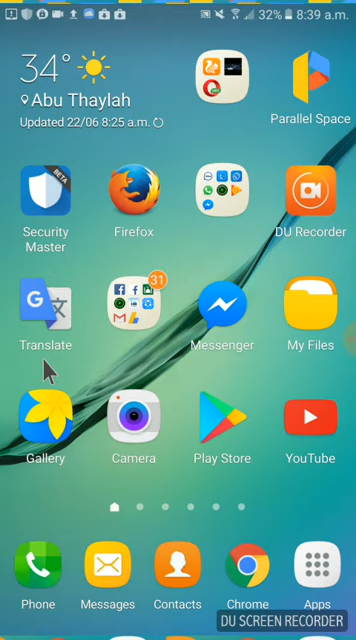 32% 8:39 a.m.
34°
Abu Thaylah
Updated 22/06 8:25 a.m.
Parallel Space
BETA
Security
Master
Firefox
DU Recorder
G
31
Translate
Messenger
My Files
Gallery
Camera
Play Store
YouTube
Phone
Messages
Contacts
Chrome
Apps
DU SCREEN RECORDER